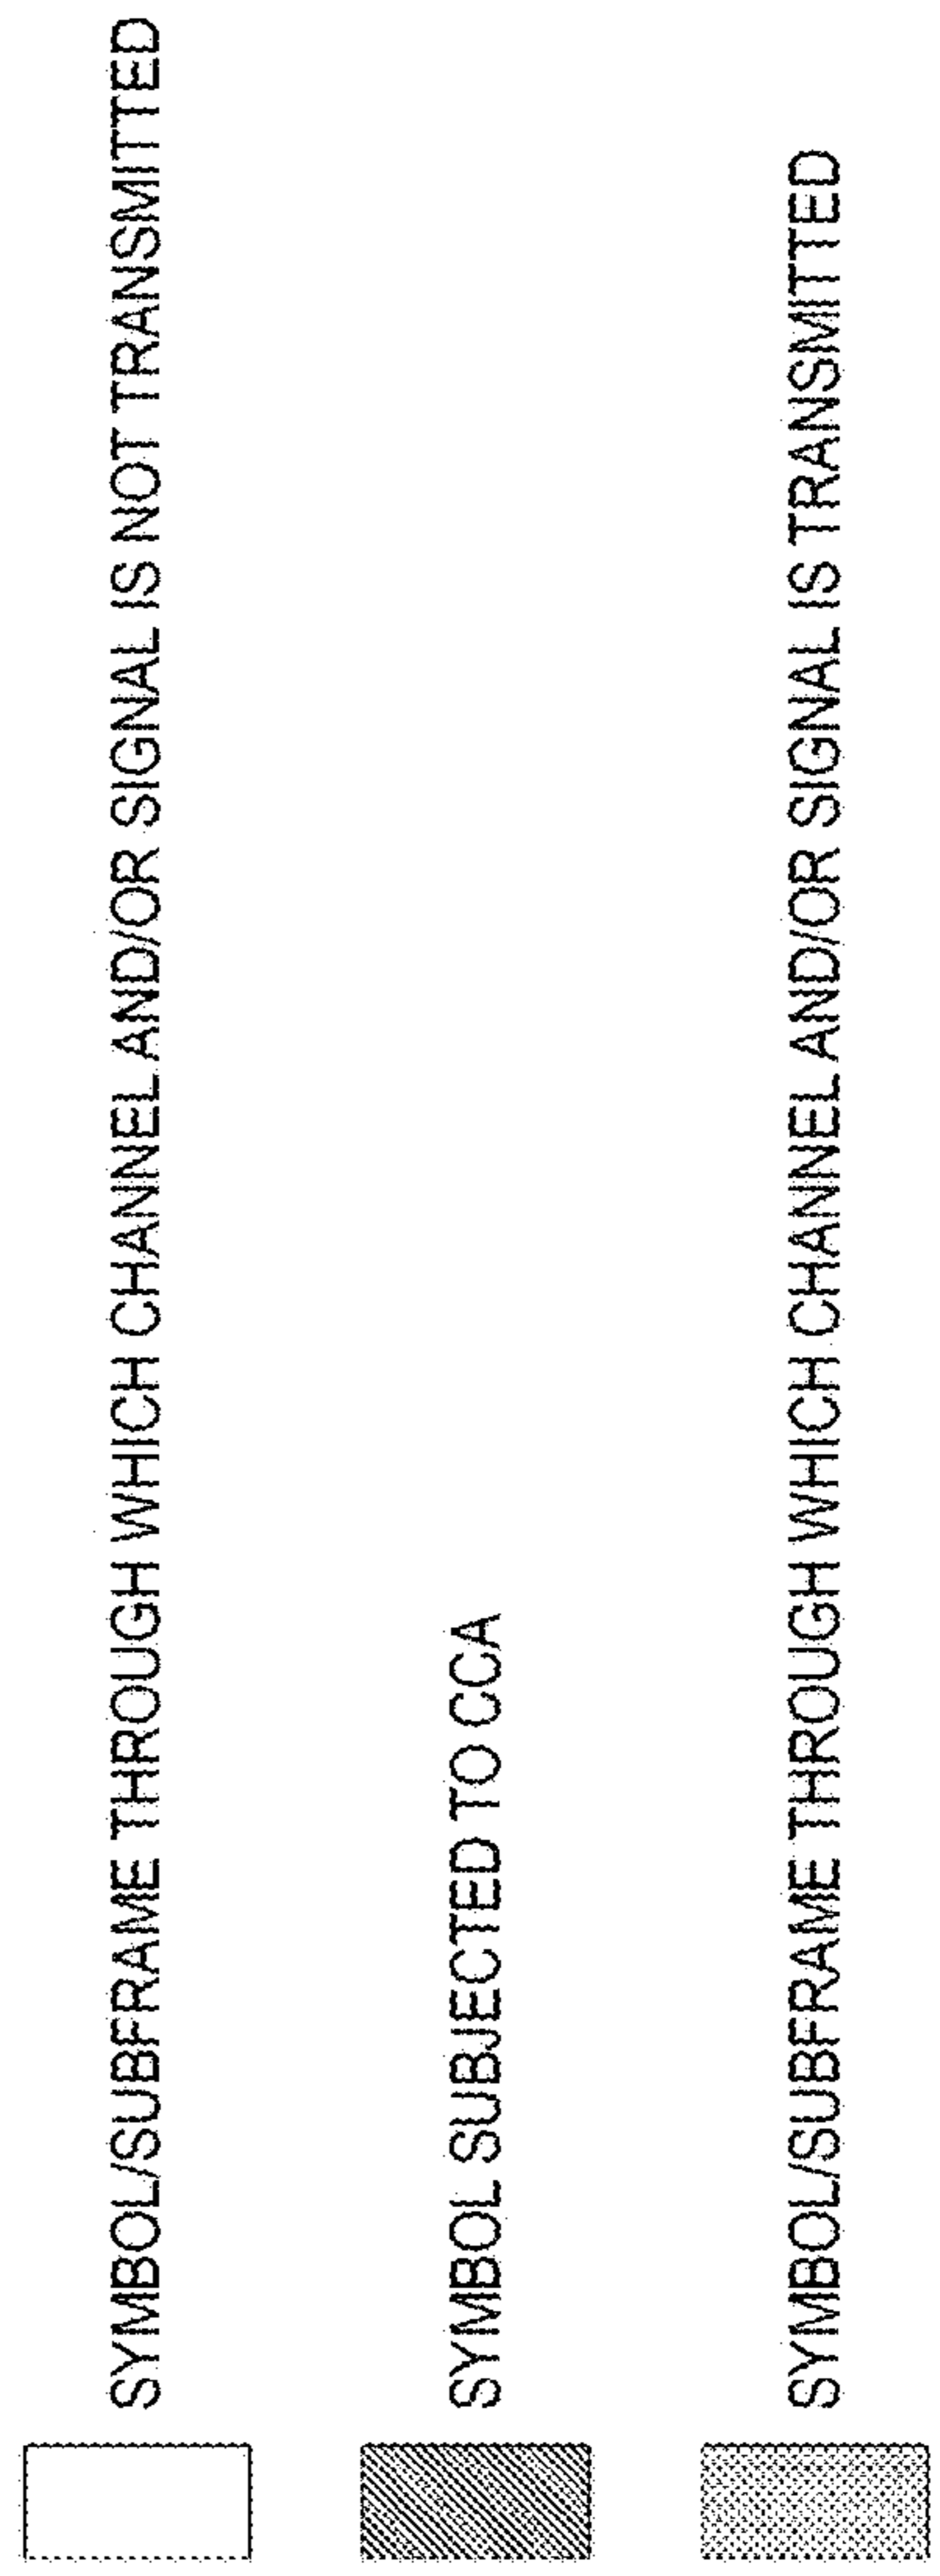 SYMBOL/SUBFRAME THROUGH WHICH CHANNEL AND/OR SIGNAL IS NOT TRANSMITTED
SYMBOL SUBJECTED TO CCA
SYMBOL/SUBFRAME THROUGH WHICH CHANNEL AND/OR SIGNAL IS TRANSMITTED